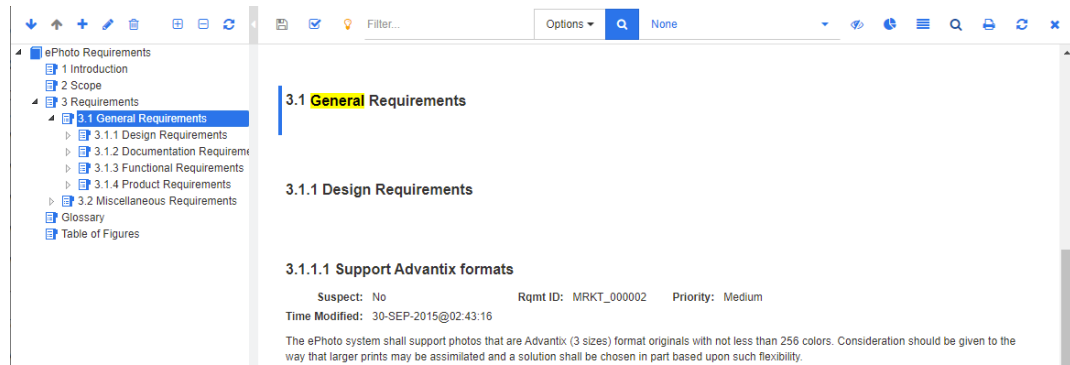 Filter...
Options
None
ePhoto Requirements
1 Introduction
2 Scope
3 Requirements
3.1 General Requirements
3.1.1 Design Requirements
3.1.2 Documentation Requireme
3.1.3 Functional Requirements
3.1.4 Product Requirements
3.2 Miscellaneous Requirements
Glossary
Table of Figures
3.1 General Requirements
3.1.1 Design Requirements
3.1.1.1 Support Advantix formats
Suspect: No Rqmt ID: MRKT_000002 Priority: Medium
Time Modified: 30-SEP-2015@02:43:16
The ePhoto system shall support photos that are Advantix (3 sizes) format originals with not less than 256 colors. Consideration should be given to the
way that larger prints may be assimilated and a solution shall be chosen in part based upon such flexibility.